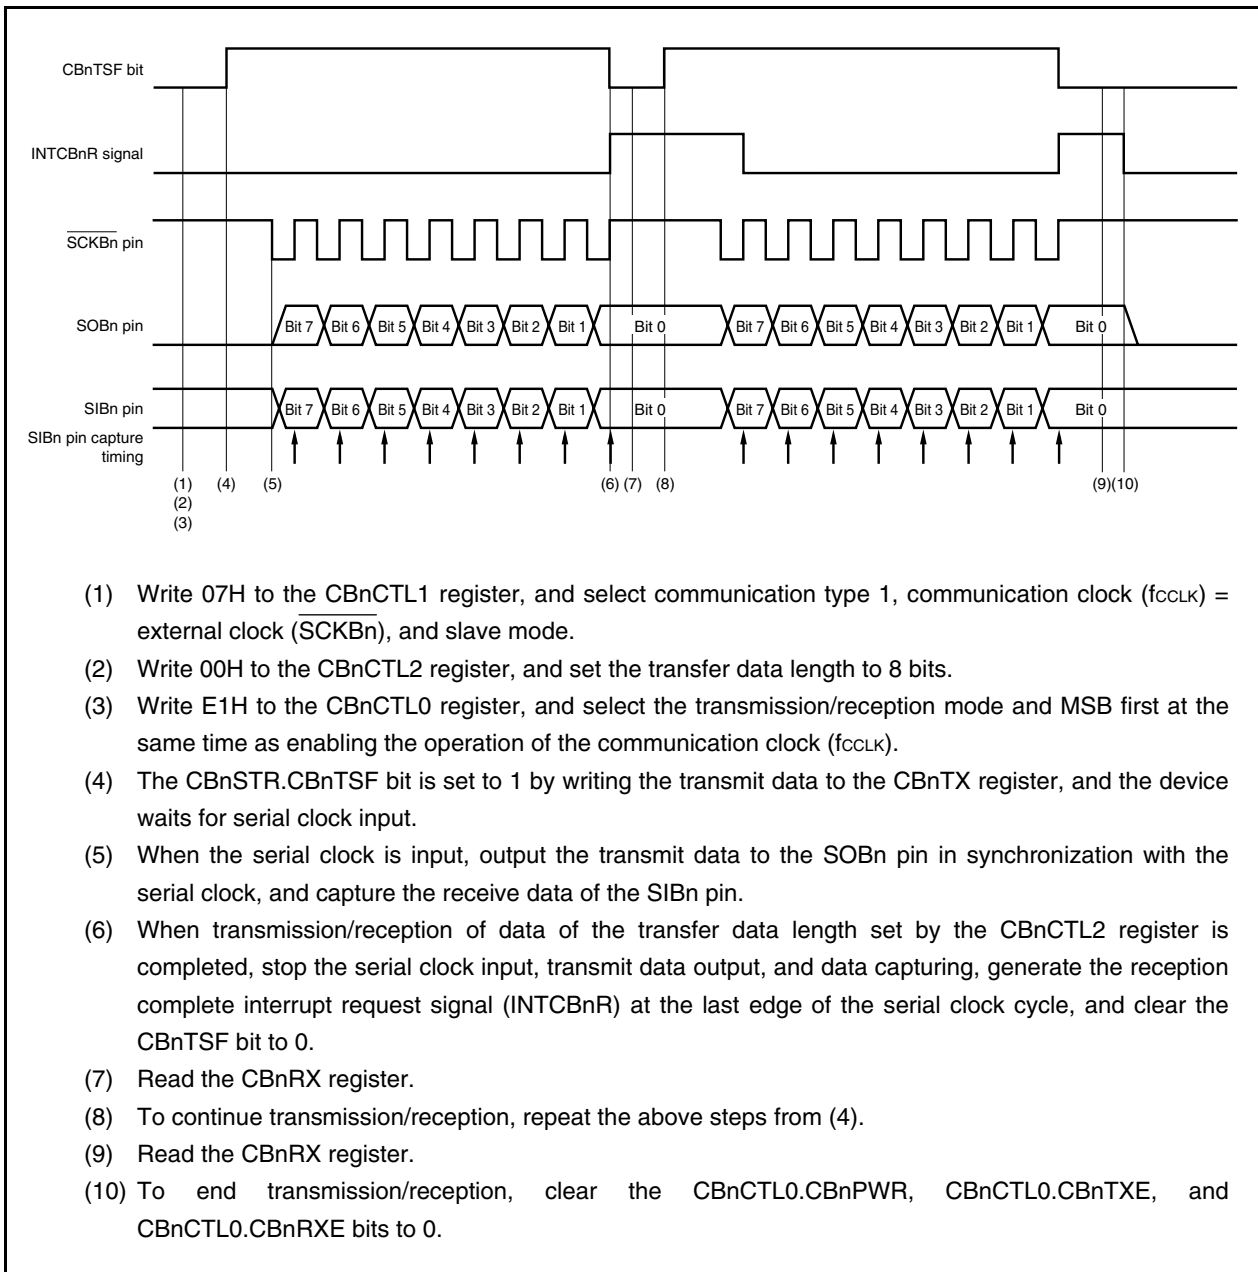 CBnTSF bit
INTCBnR signal
SCKBn pin
SOBn pin
Bit 7 Bit 6 Bit 5 Bit 4 Bit 3 Bit 2 Bit 1 Bit 0 Bit 7 Bit 6 Bit 5 Bit 4 Bit 3 Bit 2 Bit 1 Bit 0
SIBn pin
Bit 7 Bit 6 Bit 5 Bit 4 Bit 3 Bit 2 Bit 1 Bit 0 Bit 7 Bit 6 Bit 5 Bit 4 Bit 3 Bit 2 Bit 1 Bit 0
SIBn pin capture
timing
(1) (4) (5) (6) (7) (8) (9) (10)
(2)
(3)
(1) Write 07H to the CBnCTL1 register, and select communication type 1, communication clock (fCCLK) =
external clock (SCKBn), and slave mode.
(2) Write 00H to the CBnCTL2 register, and set the transfer data length to 8 bits.
(3) Write E1H to the CBnCTL0 register, and select the transmission/reception mode and MSB first at the
same time as enabling the operation of the communication clock (fCCLK).
(4) The CBnSTR.CBnTSF bit is set to 1 by writing the transmit data to the CBnTX register, and the device
waits for serial clock input.
(5) When the serial clock is input, output the transmit data to the SOBn pin in synchronization with the
serial clock, and capture the receive data of the SIBn pin.
(6) When transmission/reception of data of the transfer data length set by the CBnCTL2 register is
completed, stop the serial clock input, transmit data output, and data capturing, generate the reception
complete interrupt request signal (INTCBnR) at the last edge of the serial clock cycle, and clear the
CBnTSF bit to 0.
(7) Read the CBnRX register.
(8) To continue transmission/reception, repeat the above steps from (4).
(9) Read the CBnRX register.
(10) To end transmission/reception, clear the CBnCTL0.CBnPWR, CBnCTL0.CBnTXE, and
CBnCTL0.CBnRXE bits to 0.